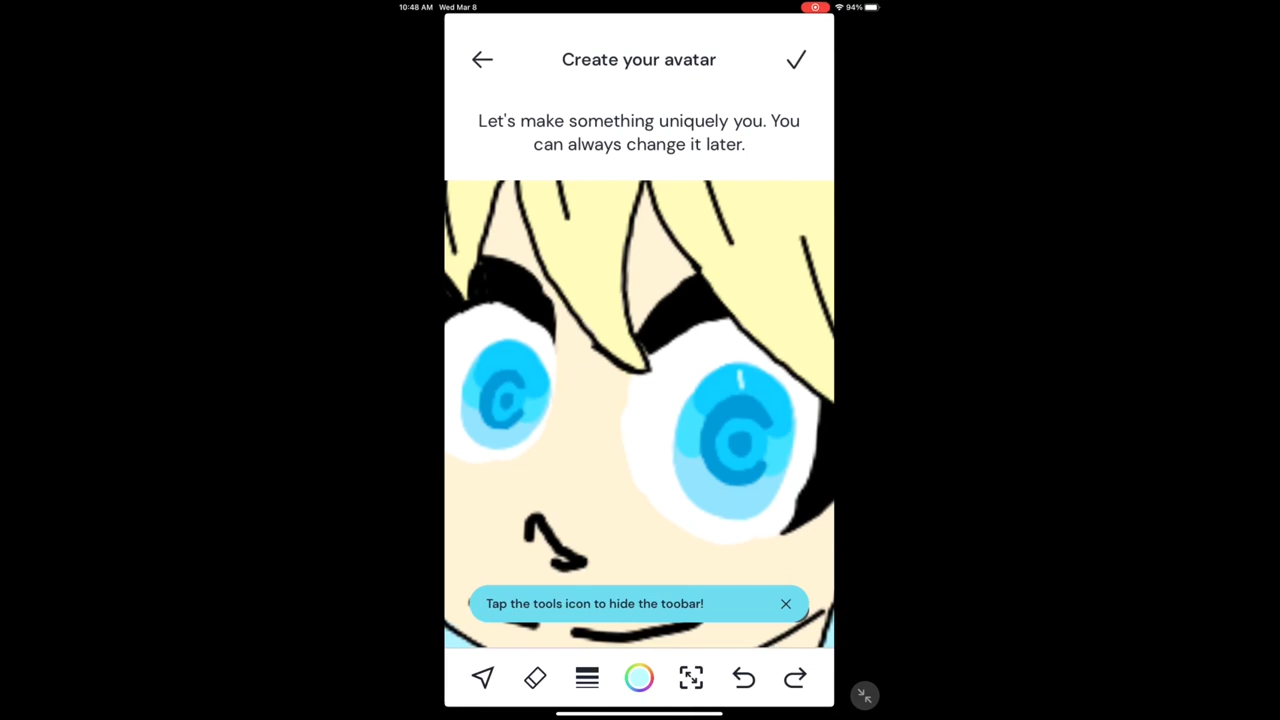 10:48 AM Wed Mar 8
94%
Create your avatar
Let's make something uniquely you. You
can always change it later.
Tap the tools icon to hide the toobar!